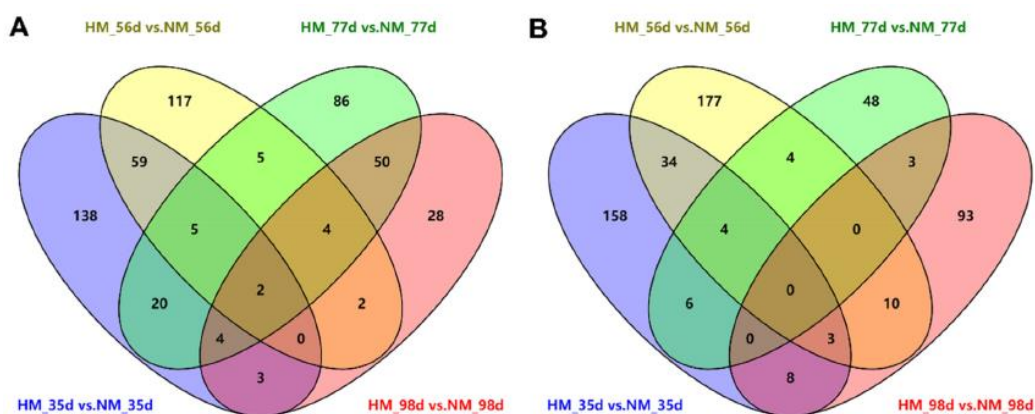 A
HM_56d vs.NM_56d HM_77d vs.NM_77d
117 86
59 5 50
138 5 4 28
20 2 2
4 0
3
HM_35d vs.NM_35d HM_98d vs.NM_98d
B
HM_56d vs.NM_56d HM_77d vs.NM_77d
177 48
34 4 3
158 4 0 93
6 0 10
0 3
8
HM_35d vs.NM_35d HM_98d vs.NM_98d